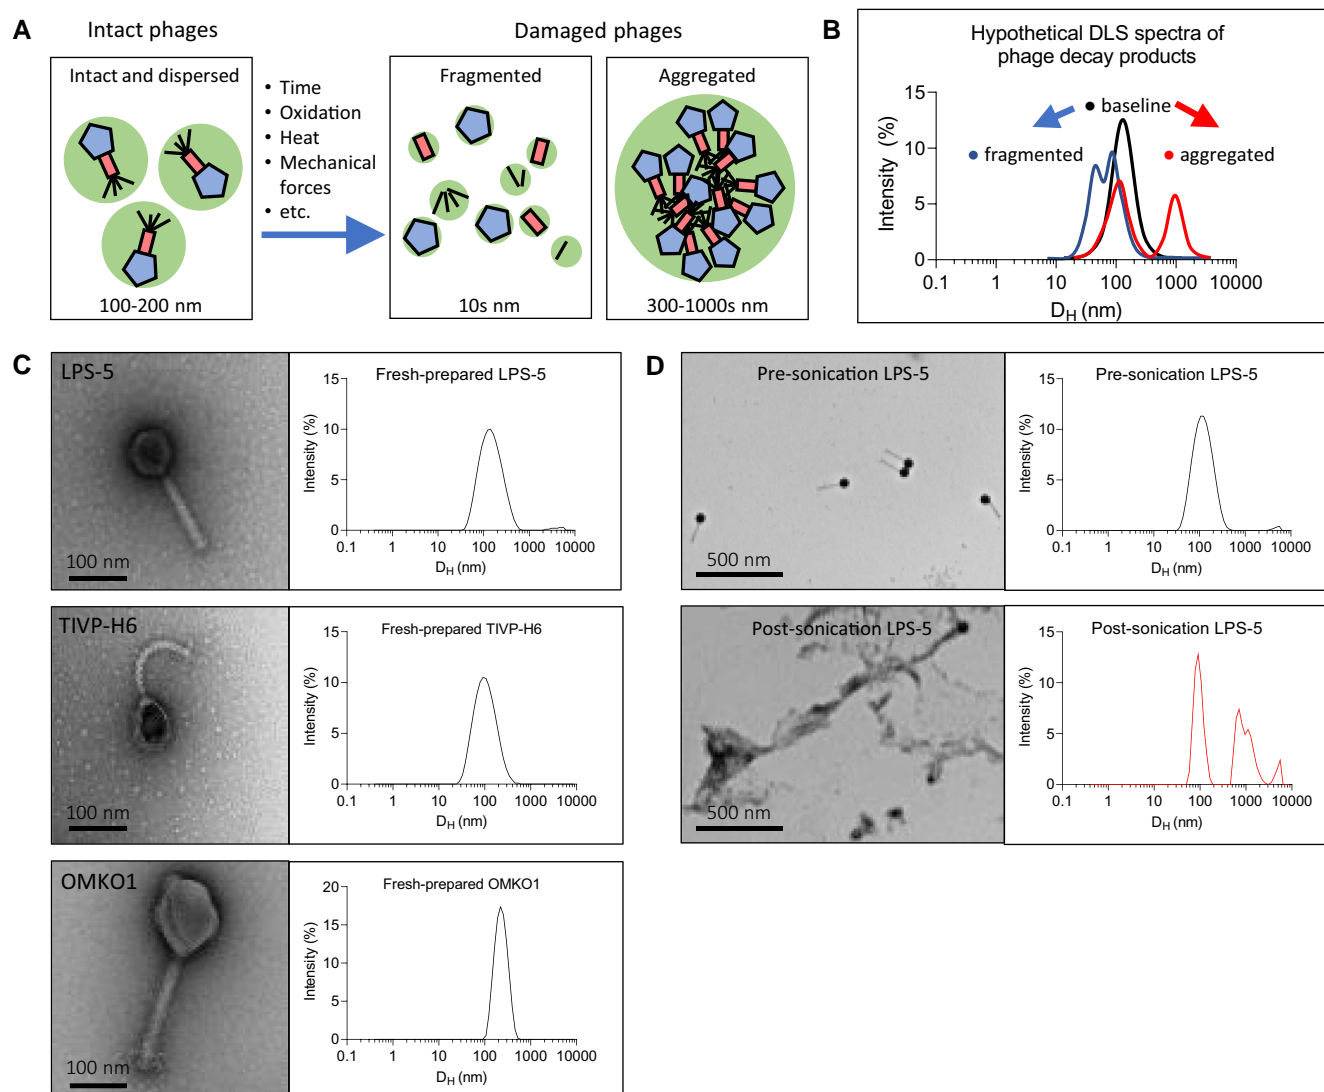 A
Intact phages
Damaged phages
Intact and dispersed
100-200 nm
• Time
• Oxidation
• Heat
• Mechanical
forces
• etc.
Fragmented
10s nm
Aggregated
300-1000s nm
B
Hypothetical DLS spectra of
phage decay products
Intensity (%)
15
10
5
0
baseline
fragmented
aggregated
0.1 1 10 100 1000 10000
D_H (nm)
C
LPS-5
100 nm
Fresh-prepared LPS-5
Intensity (%)
15
10
5
0
0.1 1 10 100 1000 10000
D_H (nm)
TIVP-H6
100 nm
Fresh-prepared TIVP-H6
Intensity (%)
15
10
5
0
0.1 1 10 100 1000 10000
D_H (nm)
OMKO1
100 nm
Fresh-prepared OMKO1
Intensity (%)
20
15
10
5
0
0.1 1 10 100 1000 10000
D_H (nm)
D
Pre-sonication LPS-5
500 nm
Pre-sonication LPS-5
Intensity (%)
15
10
5
0
0.1 1 10 100 1000 10000
D_H (nm)
Post-sonication LPS-5
500 nm
Post-sonication LPS-5
Intensity (%)
15
10
5
0
0.1 1 10 100 1000 10000
D_H (nm)